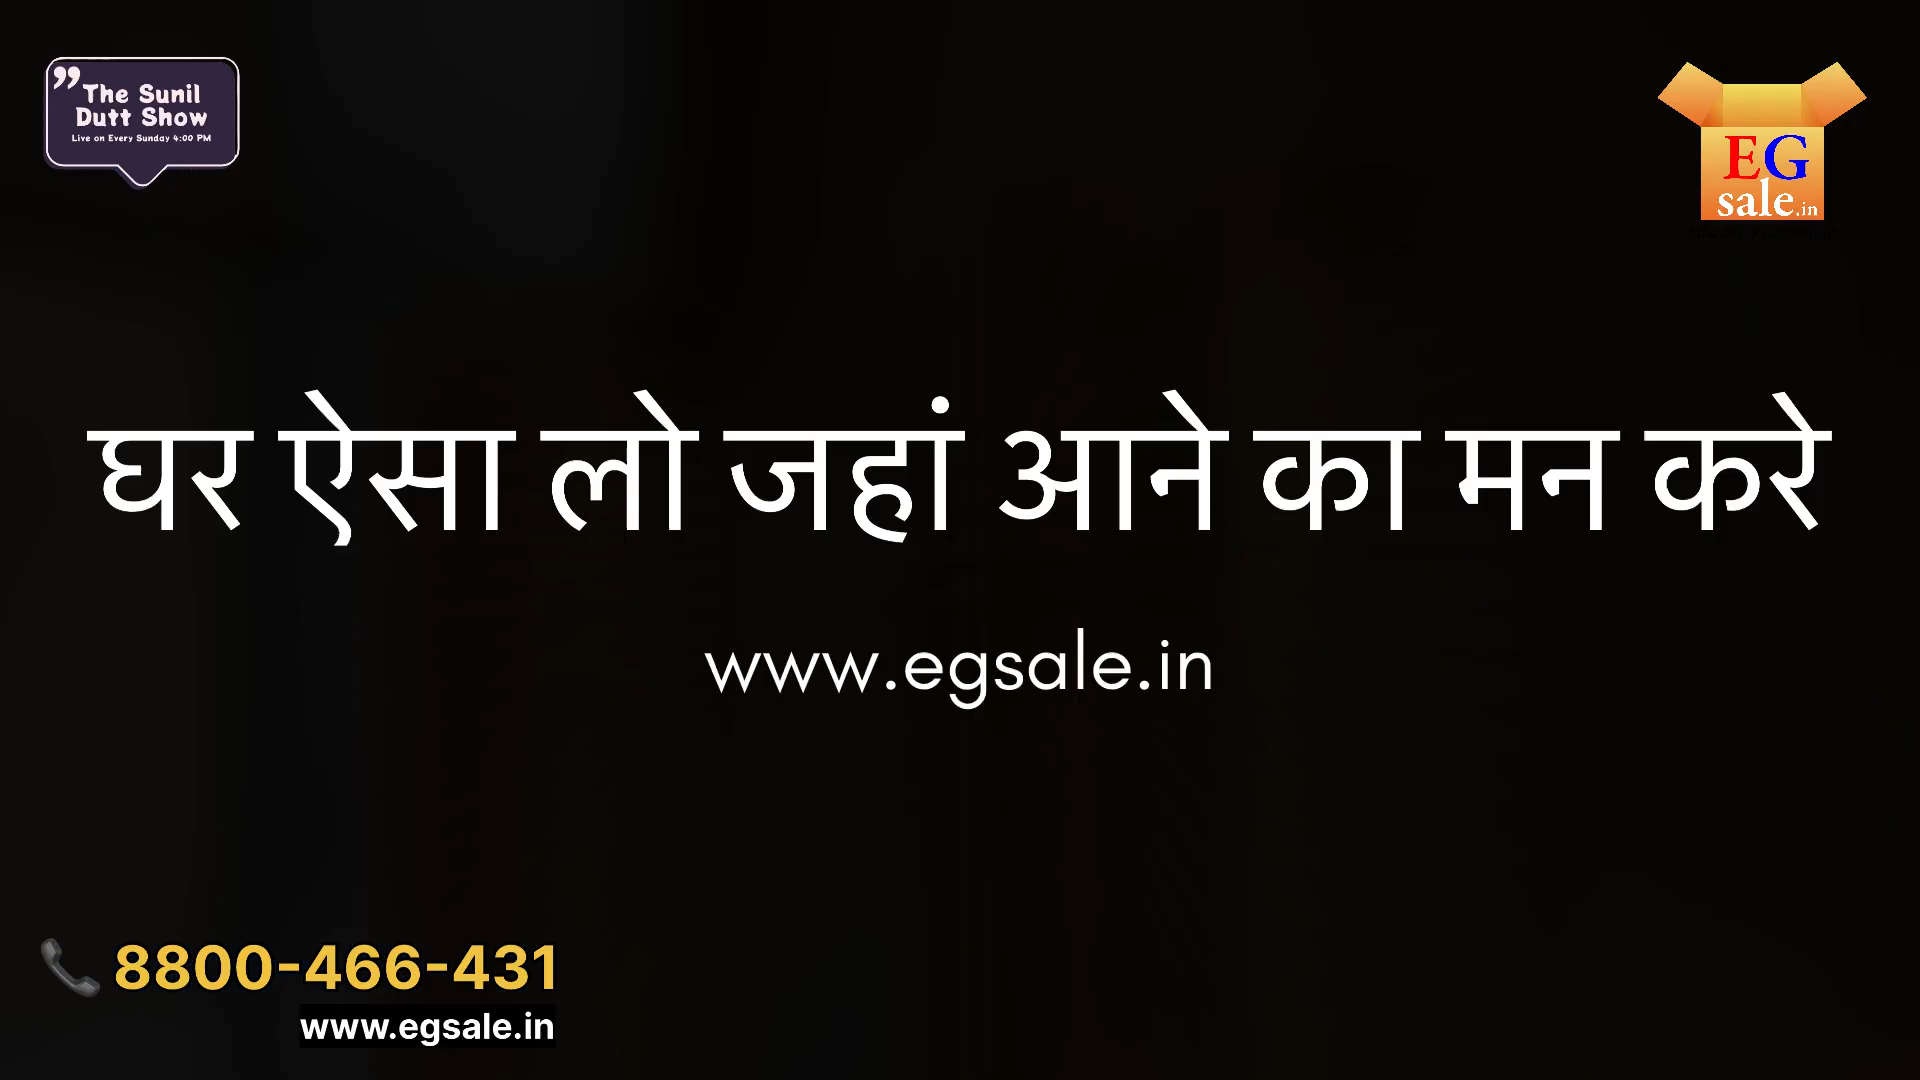 The Sunil
Dutt Show
Live on Every Sunday 4:00 PM
EG
sale.in
घर ऐसा लो जहां आने का मन करे
www.egsale.in
8800-466-431
www.egsale.in